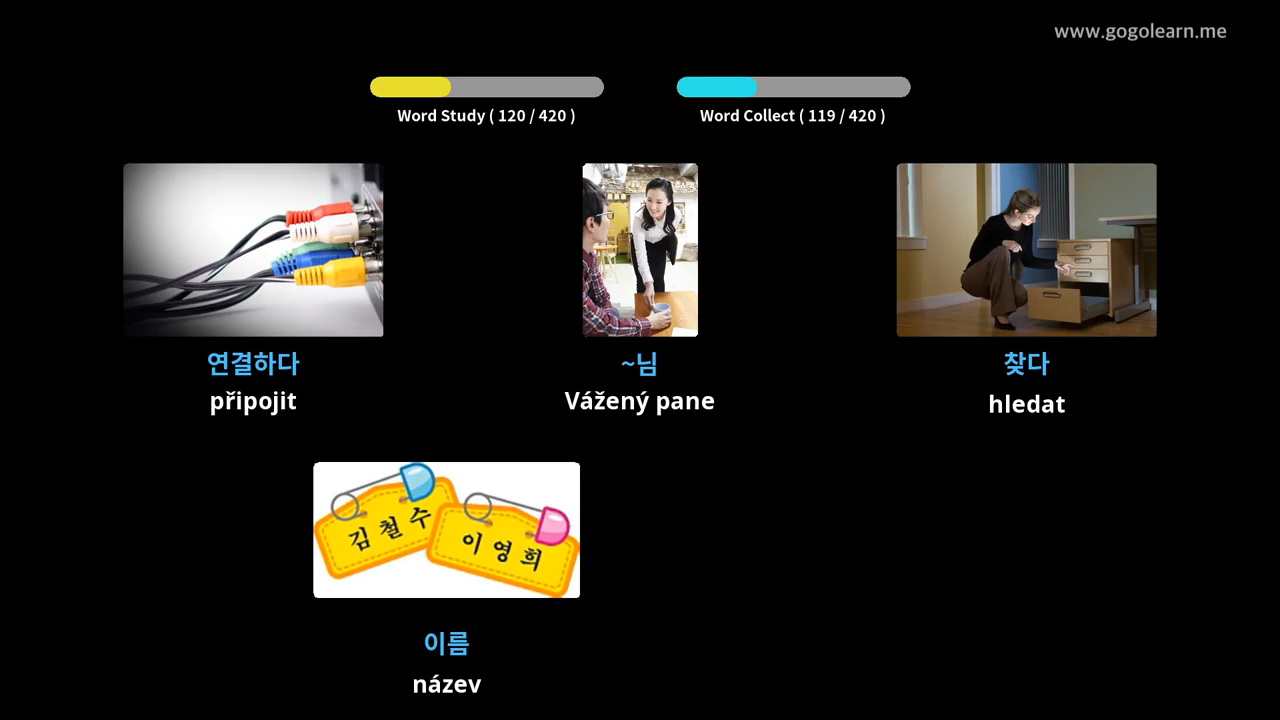 www.gogolearn.me
Word Study ( 120 / 420 )
Word Collect ( 119 / 420 )
연결하다
připojit
~님
Vážený pane
찾다
hledat
김철수
이영희
이름
název